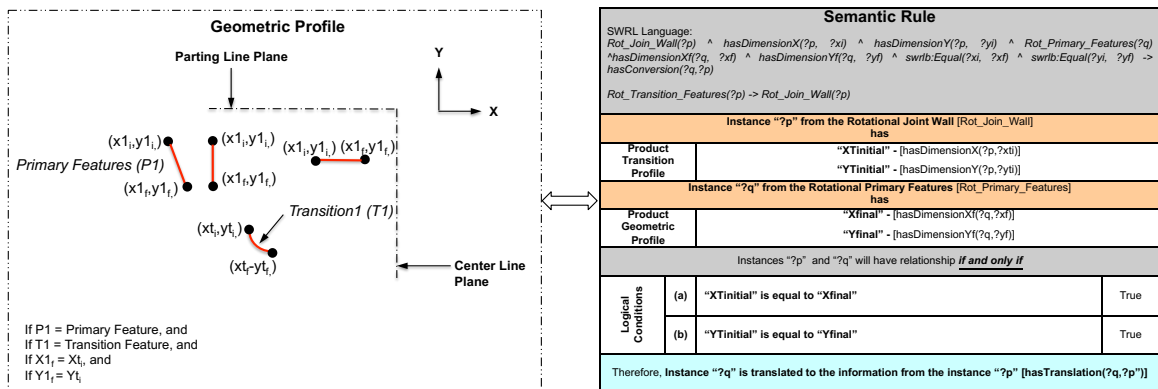 Geometric Profile
Parting Line Plane
Y
X
(x1i,y1i,)
(x1i,y1i,)
(x1i,y1i,)
(x1f,y1f,)
Primary Features (P1)
(x1f,y1f,)
(x1f,y1f,)
Transition1 (T1)
(xti,yti,)
(xtf-ytf,)
Center Line
Plane
If P1 = Primary Feature, and
If T1 = Transition Feature, and
If X1f = Xti, and
If Y1f = Yti
Semantic Rule
SWRL Language:
Rot_Join_Wall(?p) ^ hasDimensionX(?p, ?xi) ^ hasDimensionY(?p, ?yi) ^ Rot_Primary_Features(?q)
^hasDimensionXf(?q, ?xf) ^ hasDimensionYf(?q, ?yf) ^ swrlb:Equal(?xi, ?xf) ^ swrlb:Equal(?yi, ?yf) ->
hasConversion(?q,?p)
Rot_Transition_Features(?p) -> Rot_Join_Wall(?p)
Instance "?p" from the Rotational Joint Wall [Rot_Join_Wall]
has
Product
Transition
Profile
"XTinitial" - [hasDimensionX(?p,?xti)]
"YTinitial" - [hasDimensionY(?p,?yti)]
Instance "?q" from the Rotational Primary Features [Rot_Primary_Features]
has
Product
Geometric
Profile
"Xfinal" - [hasDimensionXf(?q,?xf)]
"Yfinal" - [hasDimensionYf(?q,?yf)]
Instances "?p" and "?q" will have relationship if and only if
Logical
Conditions
(a) "XTinitial" is equal to "Xfinal" True
(b) "YTinitial" is equal to "Yfinal" True
Therefore, Instance "?q" is translated to the information from the instance "?p" [hasTranslation(?q,?p")]